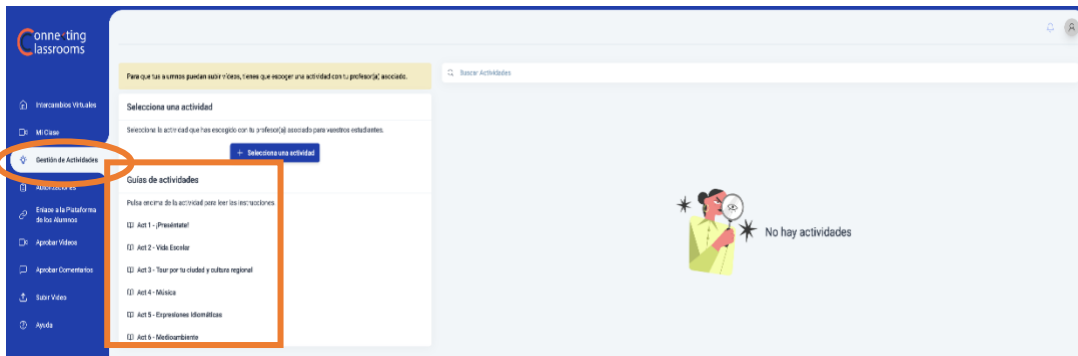 Connecting
Classrooms
Intercambios Virtuales
Mi Clase
Gestión de Actividades
Autorizaciones
Enlace a la Plataforma
de los Alumnos
Aprobar Vídeos
Aprobar Comentarios
Subir Vídeo
Ayuda
Para que tus alumnos puedan subir vídeos, tienes que escoger una actividad con tu profesor(a) asociado.
Selecciona una actividad
Selecciona la actividad que has escogido con tu profesor(a) asociado para vuestros estudiantes.
+ Selecciona una actividad
Guías de actividades
Pulsa encima de la actividad para leer las instrucciones
Act 1 - ¡Preséntate!
Act 2 - Vida Escolar
Act 3 - Tour por tu ciudad y cultura regional
Act 4 - Música
Act 5 - Expresiones Idiomáticas
Act 6 - Medioambiente
Buscar Actividades
No hay actividades